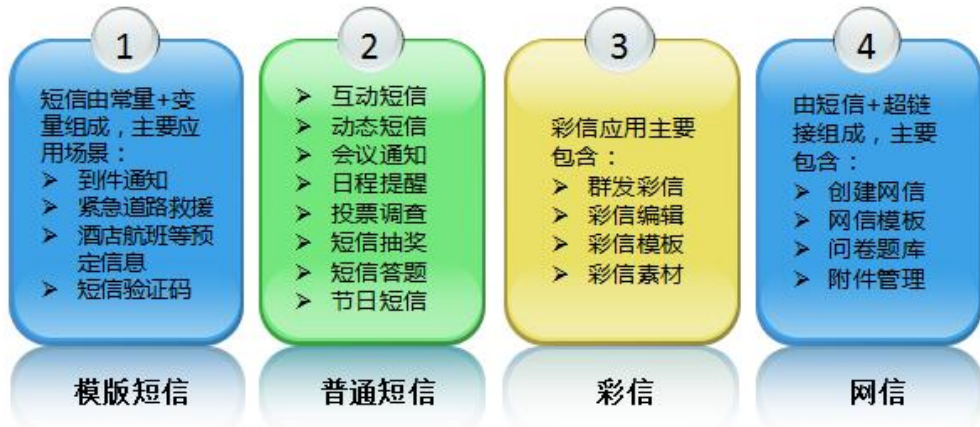 1
短信由常量+变
量组成，主要应
用场景：
➢ 到件通知
➢ 紧急道路救援
➢ 酒店航班等预
定信息
➢ 短信验证码
模版短信
2
➢ 互动短信
➢ 动态短信
➢ 会议通知
➢ 日程提醒
➢ 投票调查
➢ 短信抽奖
➢ 短信答题
➢ 节日短信
普通短信
3
彩信应用主要
包含：
➢ 群发彩信
➢ 彩信编辑
➢ 彩信模板
➢ 彩信素材
彩信
4
由短信+超链
接组成，主要
包含：
➢ 创建网信
➢ 网信模板
➢ 问卷题库
➢ 附件管理
网信